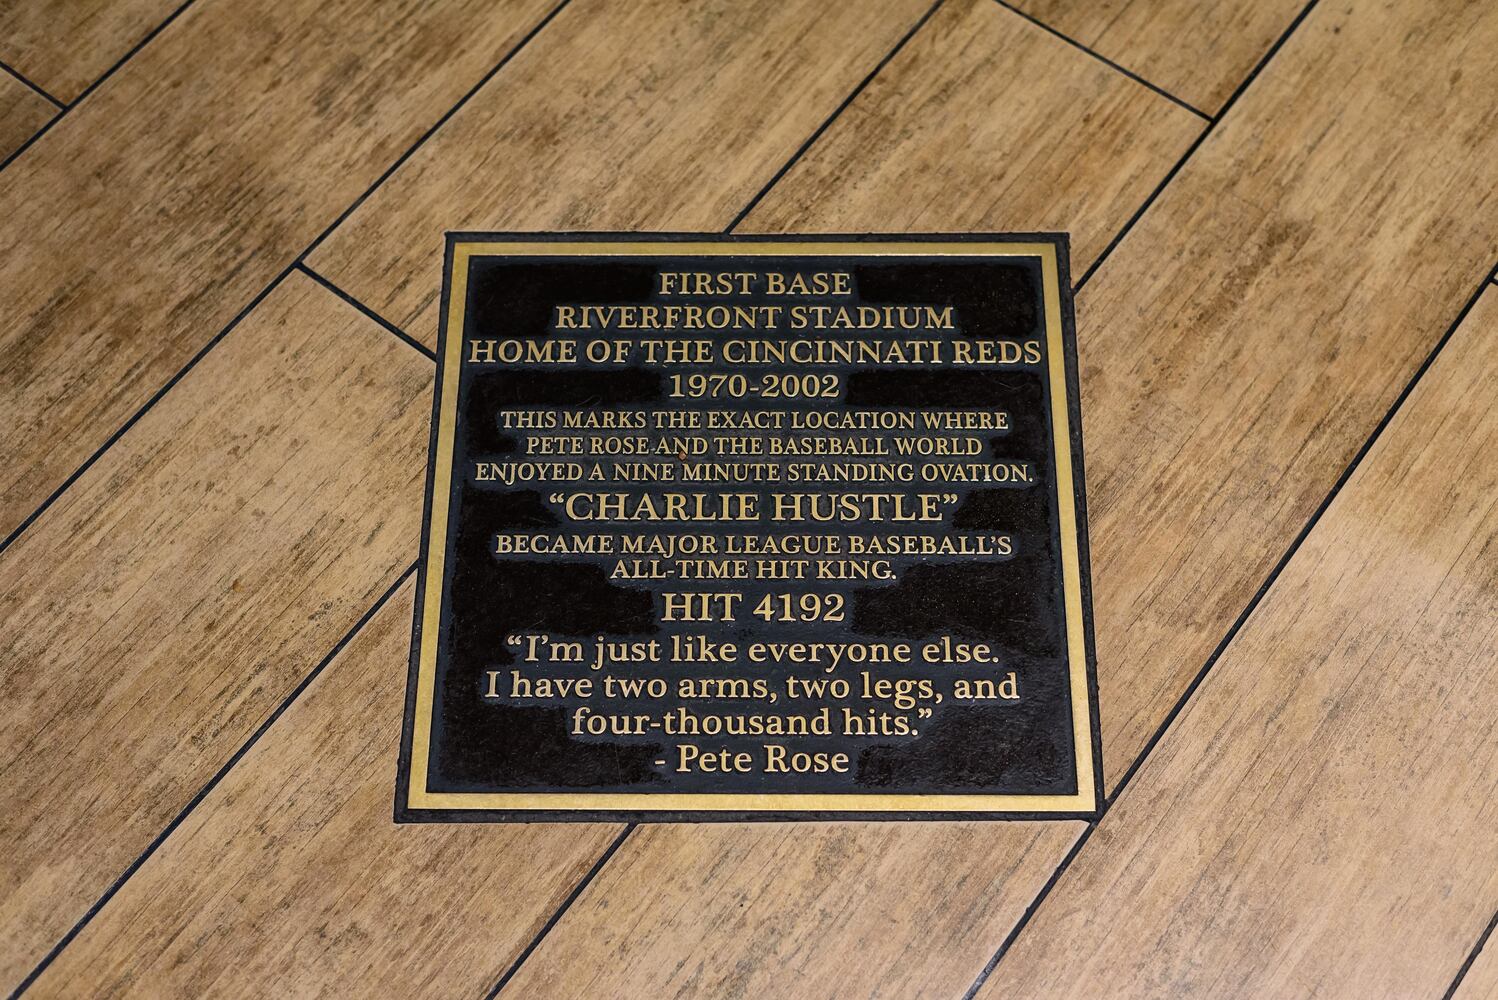 FIRST BASE
RIVERFRONT STADIUM
HOME OF THE CINCINNATI REDS
1970-2002
THIS MARKS THE EXACT LOCATION WHERE
PETE ROSE AND THE BASEBALL WORLD
ENJOYED A NINE MINUTE STANDING OVATION.
“CHARLIE HUSTLE”
BECAME MAJOR LEAGUE BASEBALL’S
ALL-TIME HIT KING.
HIT 4192
“I’m just like everyone else.
I have two arms, two legs, and
four-thousand hits.”
- Pete Rose